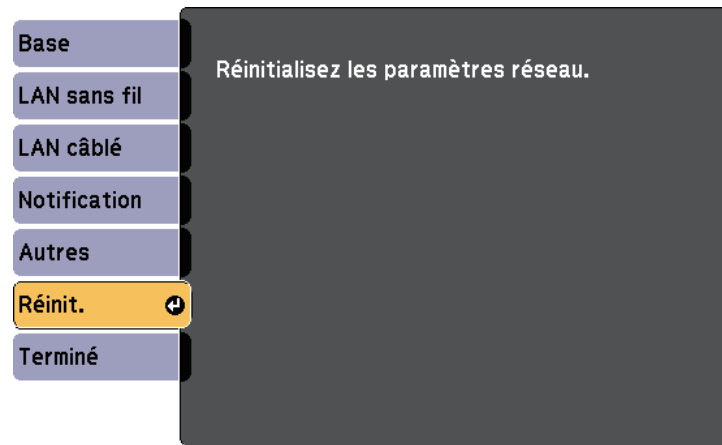 Base
LAN sans fil
LAN câblé
Notification
Autres
Réinit.
Terminé
Réinitialisez les paramètres réseau.